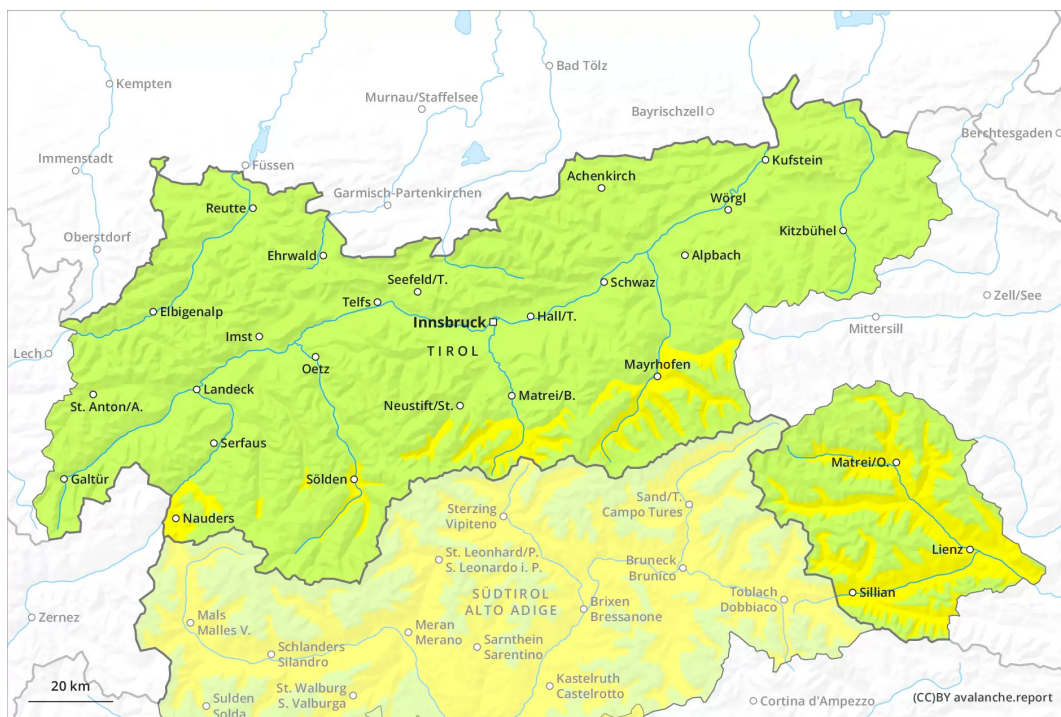 Kempten
Bad Tölz
Murnau/Staffelsee
Bayrischzell
Berchtesgaden
Immenstadt
Füssen
Kufstein
Garmisch-Partenkirchen
Achenkirch
Reutte
Wörgl
Oberstdorf
Kitzbühel
Ehrwald
Alpbach
Seefeld/T.
Schwaz
Zell/See
Telfs
Elbigenalp
Innsbruck
Hall/T.
Mittersill
Imst
TIROL
Lech
Oetz
Mayrhofen
Landeck
St. Anton/A.
Neustift/St.
Matrei/B.
Serfaus
Matrei/O.
Galtür
Sölden
Sand/T.
Campo Tures
Sterzing
Vipiteno
Nauders
Lienz
St. Leonhard/P.
S. Leonardo i. P.
Bruneck
Brunico
Sillian
SÜDTIROL
ALTO ADIGE
Toblach
Dobbiaco
Brixen
Bressanone
Zernez
Mals
Malles V.
Meran
Merano
Sarnthein
Sarentino
Schlanders
Silandro
Kastelruth
Castelrotto
St. Walburg
S. Valburga
Sulden
Solda
20 km
Cortina d'Ampezzo
(CC)BY avalanche.report